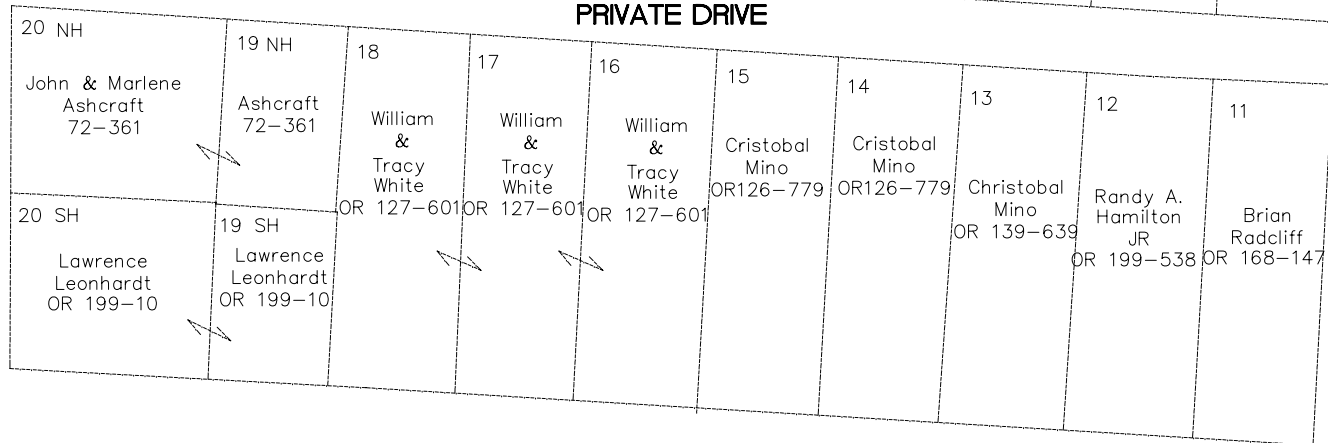 PRIVATE DRIVE
20 NH
John & Marlene
Ashcraft
72-361
19 NH
Ashcraft
72-361
18
William
&
Tracy
White
OR 127-601
17
William
&
Tracy
White
OR 127-601
16
William
&
Tracy
White
OR 127-601
15
Cristobal
Mino
OR126-779
14
Cristobal
Mino
OR126-779
13
Christobal
Mino
OR 139-639
12
Randy A.
Hamilton
JR
OR 199-538
11
Brian
Radcliff
OR 168-147
20 SH
Lawrence
Leonhardt
OR 199-10
19 SH
Lawrence
Leonhardt
OR 199-10